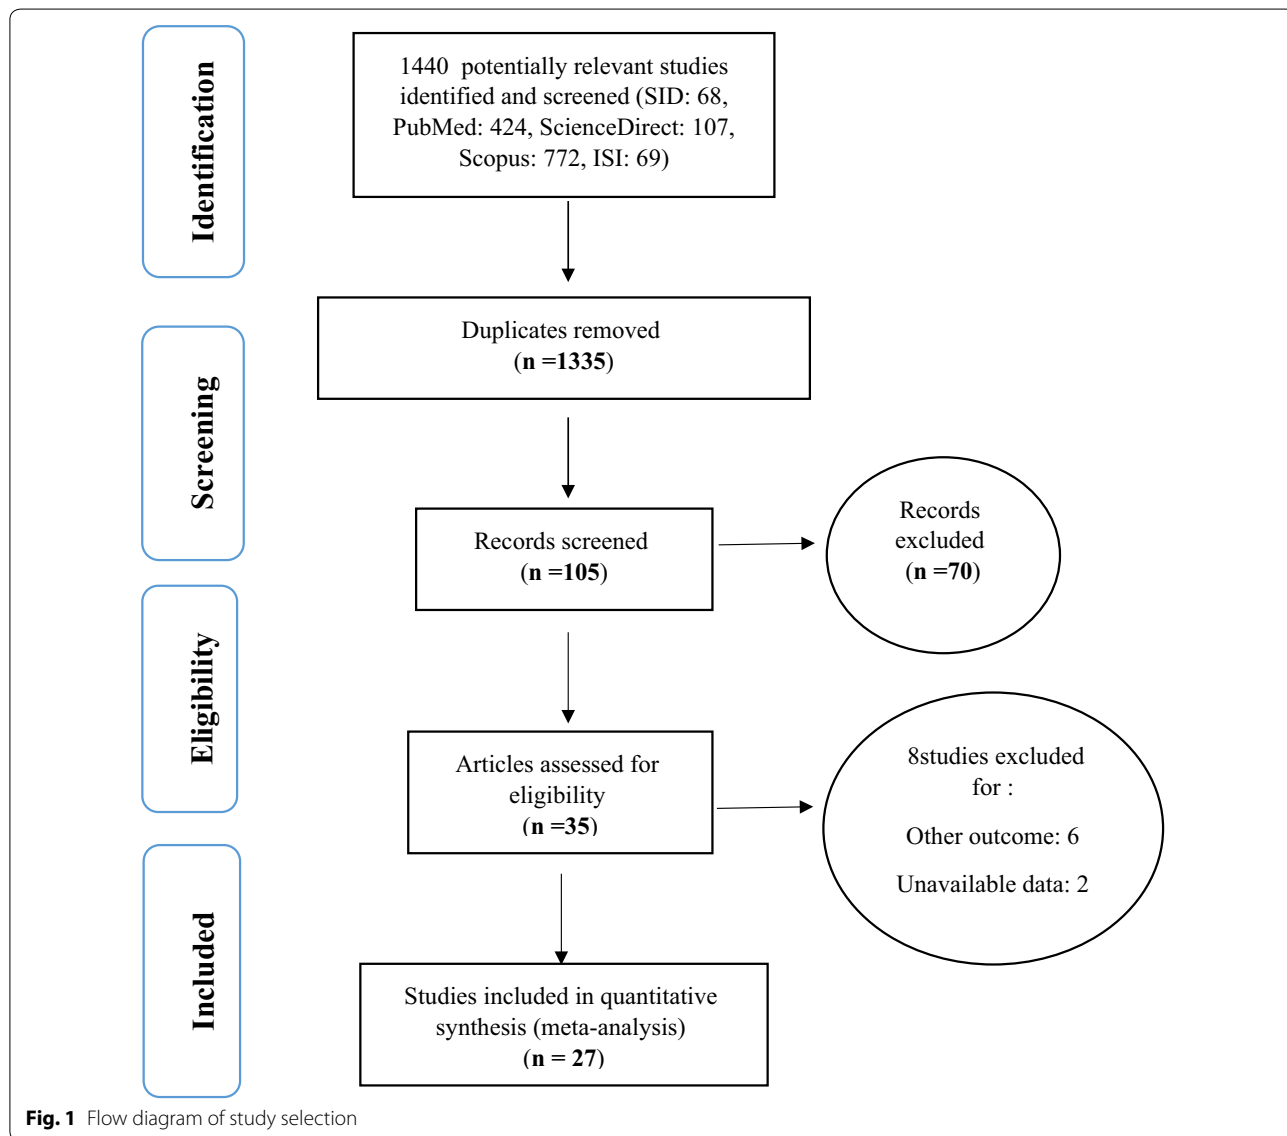 Identification
1440 potentially relevant studies
identified and screened (SID: 68,
PubMed: 424, ScienceDirect: 107,
Scopus: 772, ISI: 69)
Screening
Duplicates removed
(n =1335)
Records screened
(n =105)
Records
excluded
(n =70)
Eligibility
Articles assessed for
eligibility
(n =35)
8studies excluded
for :
Other outcome: 6
Unavailable data: 2
Included
Studies included in quantitative
synthesis (meta-analysis)
(n = 27)
Fig. 1 Flow diagram of study selection